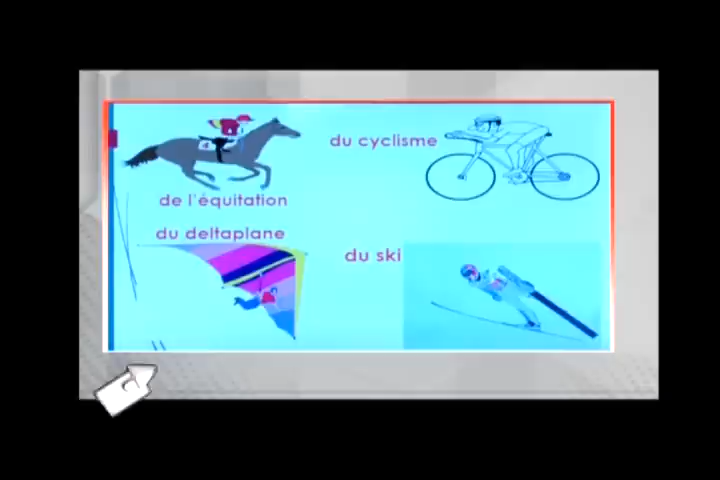 du cyclisme
de l'équitation
du deltaplane
du ski